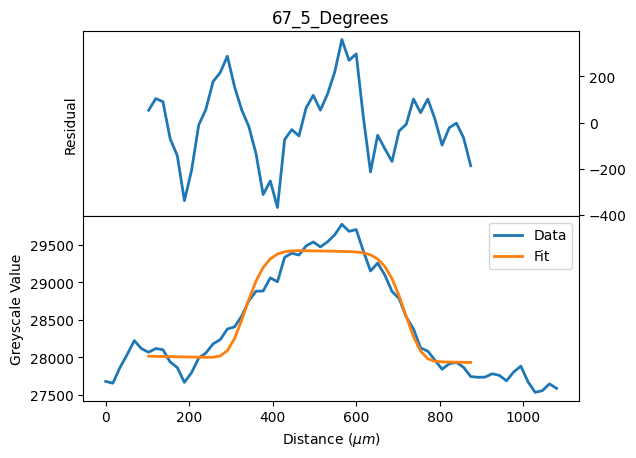 67_5_Degrees
Residual
200
0
−200
−400
Greyscale Value
29500
29000
28500
28000
27500
Data
Fit
0
200
400
600
800
1000
Distance (μm)